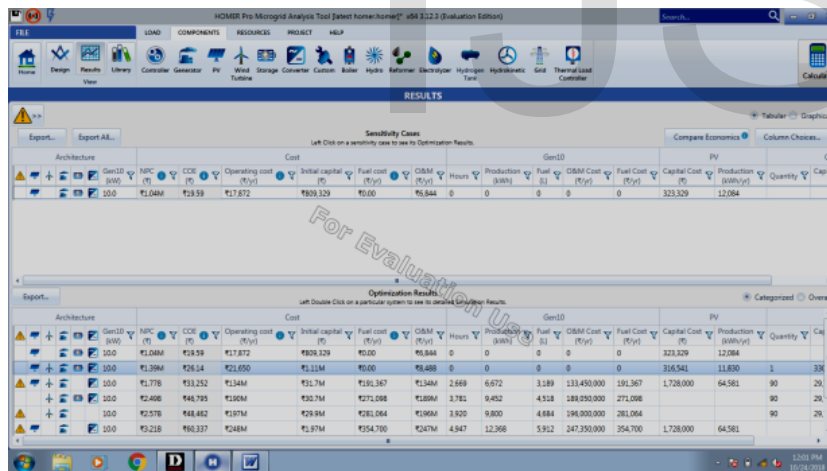 HOMER Pro Microgrid Analysis Tool [latest homer.homer]* x64 3.12.3 (Evaluation Edition)
Search...
FILE
LOAD COMPONENTS RESOURCES PROJECT HELP
Home Design Results Library Controller Generator PV Wind Turbine Storage Converter Custom Boiler Hydro Reformer Electrolyzer Hydrogen Tank Hydrokinetic Grid Thermal Load Controller
View
RESULTS
Tabular
Export... Export All... Sensitivity Cases Compare Economics Column Choices...
Left Click on a sensitivity case to see its Optimization Results.
Architecture Cost Gen10 PV
Gen10 (kW) NPC (₹) COE (₹) Operating cost (₹/yr) Initial capital (₹) Fuel cost (₹/yr) O&M (₹/yr) Hours Production (kWh) Fuel (L) O&M Cost (₹/yr) Fuel Cost (₹/yr) Capital Cost (₹) Production (kWh/yr) Quantity
10.0 ₹1.04M ₹19.59 ₹17,872 ₹809,329 ₹0.00 ₹6,844 0 0 0 0 0 323,329 12,084
For Evaluation Use
Export... Optimization Results Categorized
Left Double Click on a particular system to see its detailed Simulation Results.
Architecture Cost Gen10 PV
Gen10 (kW) NPC (₹) COE (₹) Operating cost (₹/yr) Initial capital (₹) Fuel cost (₹/yr) O&M (₹/yr) Hours Production (kWh) Fuel (L) O&M Cost (₹/yr) Fuel Cost (₹/yr) Capital Cost (₹) Production (kWh/yr) Quantity
10.0 ₹1.04M ₹19.59 ₹17,872 ₹809,329 ₹0.00 ₹6,844 0 0 0 0 0 323,329 12,084
10.0 ₹1.39M ₹26.14 ₹21,650 ₹1.11M ₹0.00 ₹8,488 0 0 0 0 0 316,541 11,830 1
10.0 ₹1.77B ₹33,252 ₹134M ₹31.7M ₹191,367 ₹134M 2,669 6,672 3,189 133,450,000 191,367 1,728,000 64,581 90
10.0 ₹2.49B ₹46,795 ₹190M ₹30.7M ₹271,098 ₹189M 3,781 9,452 4,518 189,050,000 271,098 90
10.0 ₹2.57B ₹48,462 ₹197M ₹29.9M ₹281,064 ₹196M 3,920 9,800 4,684 196,000,000 281,064 90
10.0 ₹3.21B ₹60,337 ₹248M ₹1.97M ₹354,700 ₹247M 4,947 12,368 5,912 247,350,000 354,700 1,728,000 64,581
12:01 PM
10/24/2018